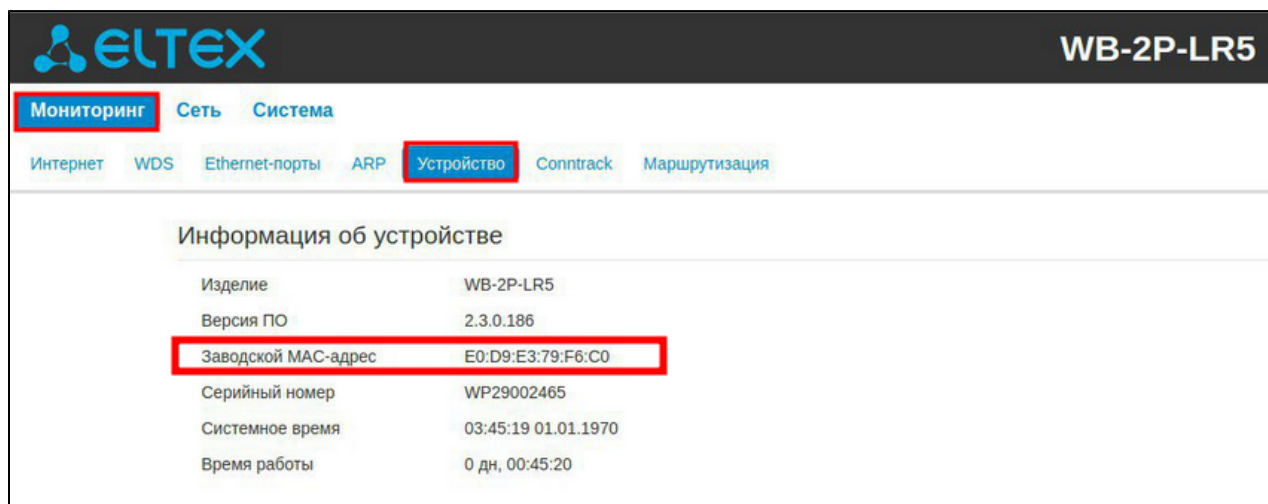 ELTEX WB-2P-LR5
Мониторинг Сеть Система
Интернет WDS Ethernet-порты ARP Устройство Conntrack Маршрутизация
Информация об устройстве
Изделие WB-2P-LR5
Версия ПО 2.3.0.186
Заводской MAC-адрес E0:D9:E3:79:F6:C0
Серийный номер WP29002465
Системное время 03:45:19 01.01.1970
Время работы 0 дн, 00:45:20